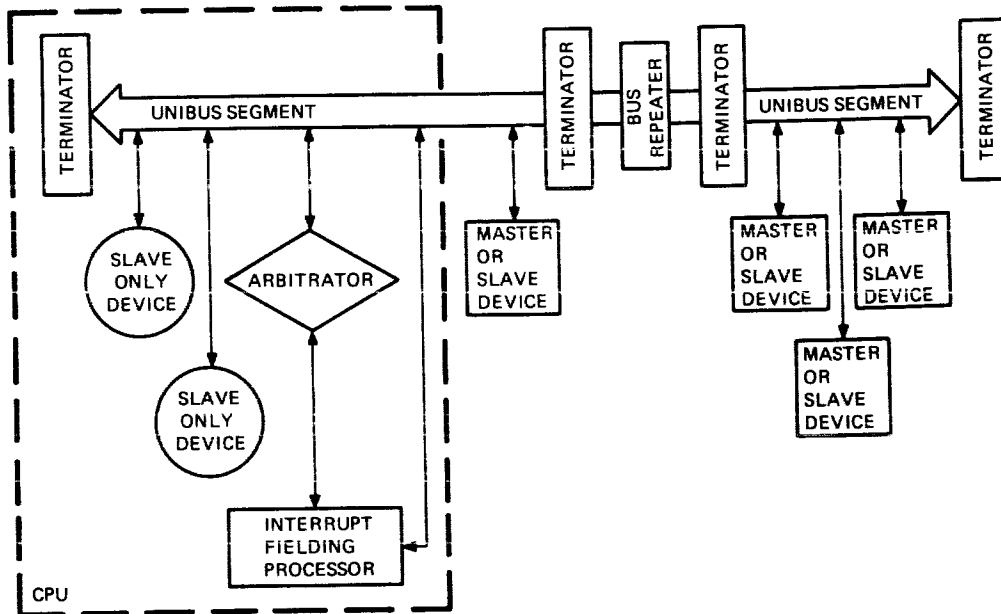 TERMINATOR
UNIBUS SEGMENT
TERMINATOR
BUS
REPEATER
TERMINATOR
UNIBUS SEGMENT
TERMINATOR
SLAVE
ONLY
DEVICE
ARBITRATOR
MASTER
OR
SLAVE
DEVICE
MASTER
OR
SLAVE
DEVICE
MASTER
OR
SLAVE
DEVICE
SLAVE
ONLY
DEVICE
MASTER
OR
SLAVE
DEVICE
INTERRUPT
FIELDING
PROCESSOR
CPU